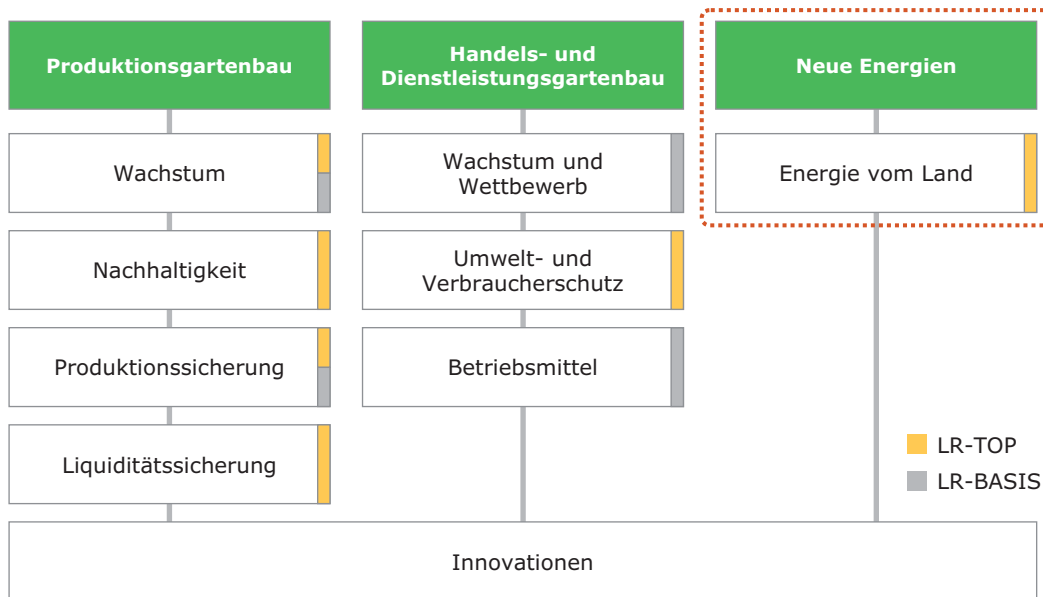 Produktionsgartenbau
Handels- und
Dienstleistungsgartenbau
Neue Energien
Wachstum
Wachstum und
Wettbewerb
Energie vom Land
Nachhaltigkeit
Umwelt- und
Verbraucherschutz
Produktionssicherung
Betriebsmittel
Liquiditätssicherung
LR-TOP
LR-BASIS
Innovationen